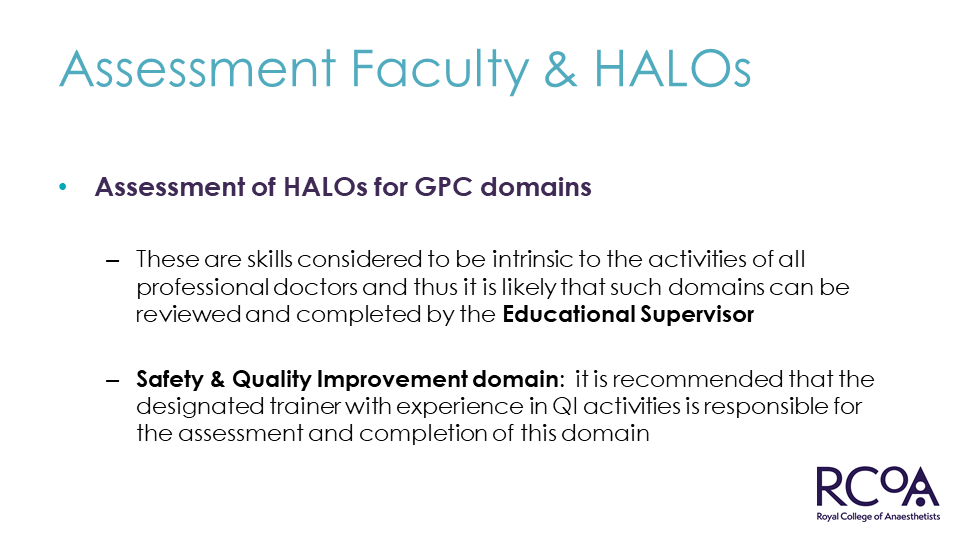 Assessment Faculty & HALOs
• Assessment of HALOs for GPC domains
– These are skills considered to be intrinsic to the activities of all
professional doctors and thus it is likely that such domains can be
reviewed and completed by the Educational Supervisor
– Safety & Quality Improvement domain: it is recommended that the
designated trainer with experience in QI activities is responsible for
the assessment and completion of this domain
RCOA
Royal College of Anaesthetists